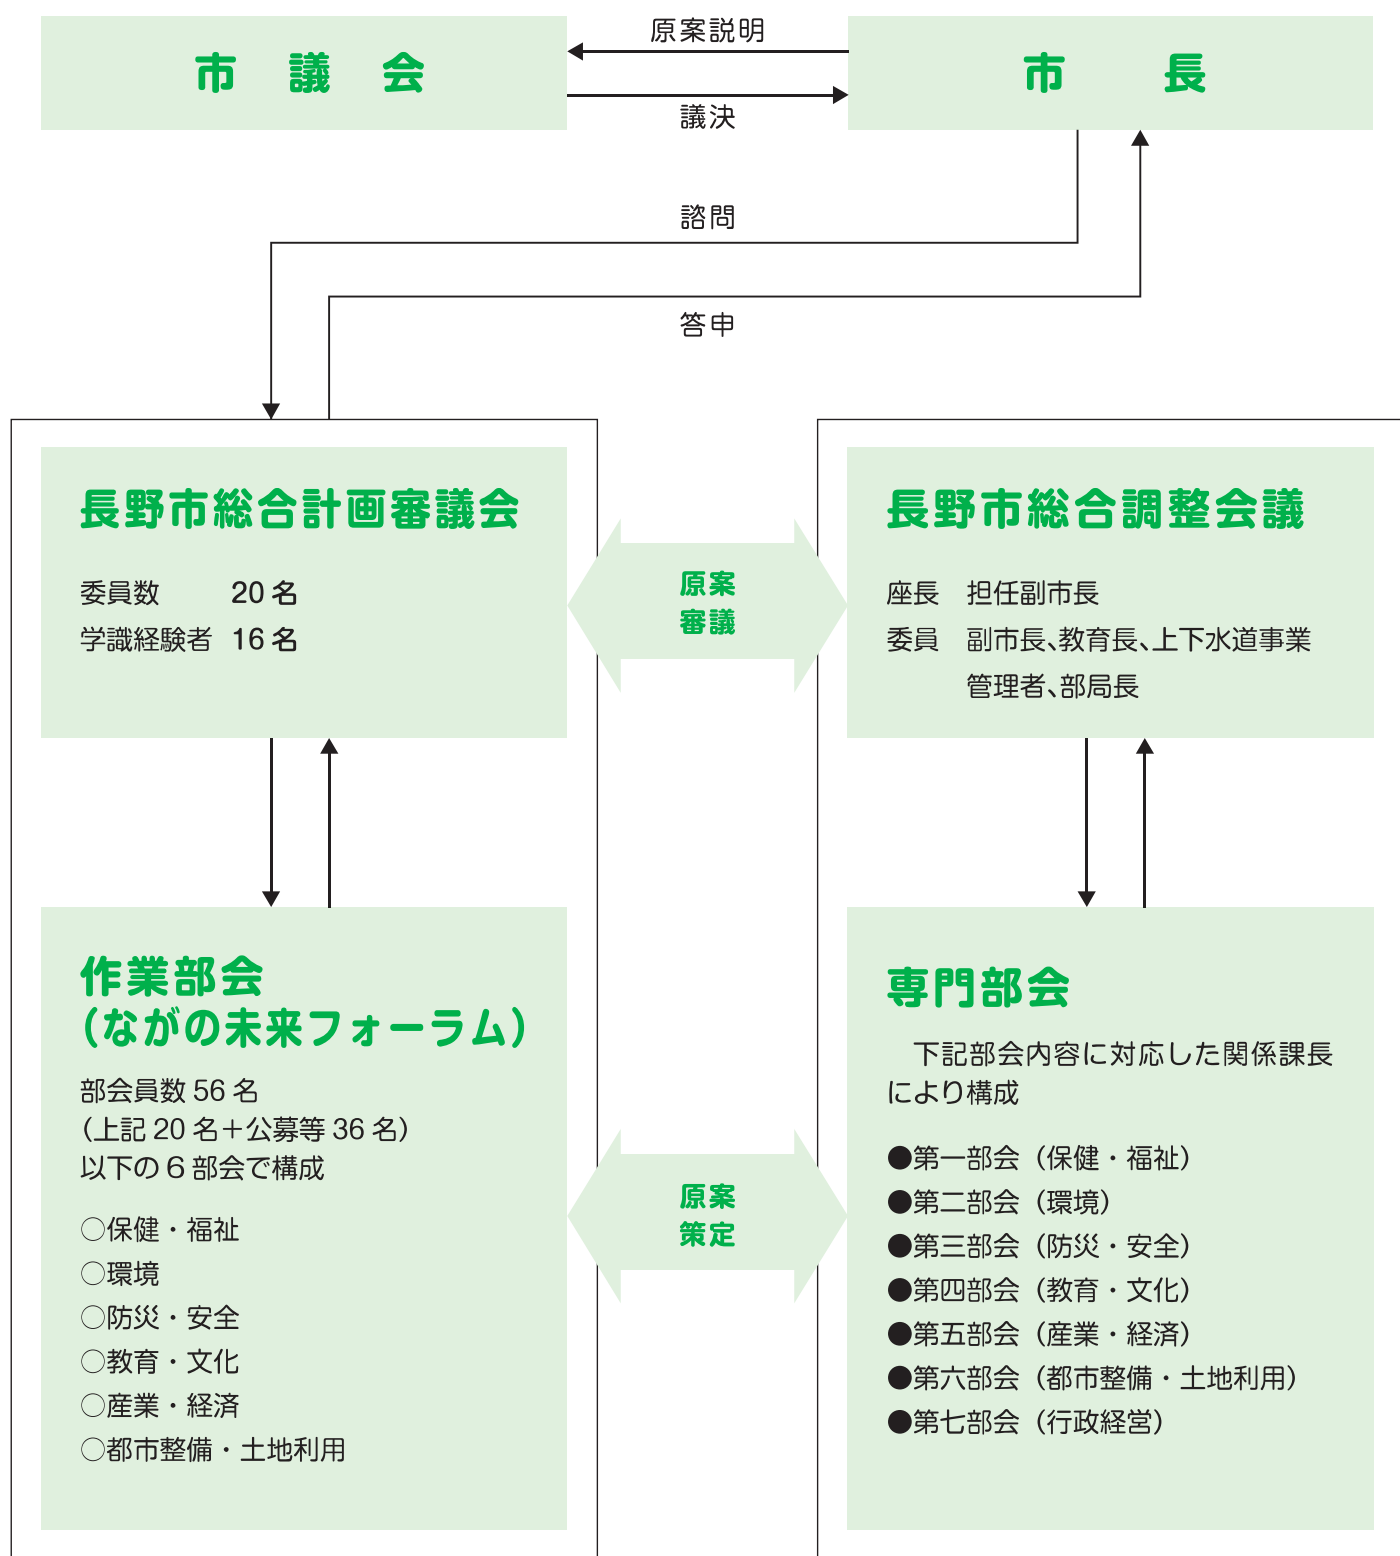 市 議 会
原案説明
議決
市 長
諮問
答申
長野市総合計画審議会
委員数 20 名
学識経験者 16 名
原案
審議
長野市総合調整会議
座長 担任副市長
委員 副市長、教育長、上下水道事業
管理者、部局長
作業部会
(ながの未来フォーラム)
部会員数 56 名
(上記 20 名＋公募等 36 名)
以下の 6 部会で構成
○保健・福祉
○環境
○防災・安全
○教育・文化
○産業・経済
○都市整備・土地利用
原案
策定
専門部会
下記部会内容に対応した関係課長
により構成
●第一部会（保健・福祉）
●第二部会（環境）
●第三部会（防災・安全）
●第四部会（教育・文化）
●第五部会（産業・経済）
●第六部会（都市整備・土地利用）
●第七部会（行政経営）